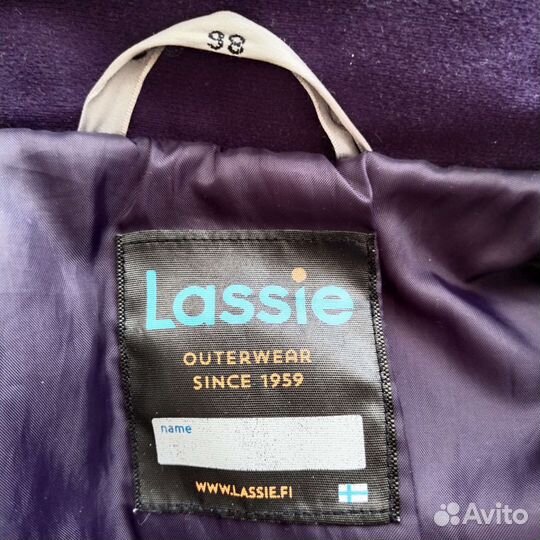 98
Lassie
OUTERWEAR
SINCE 1959
name
WWW.LASSIE.FI
Avito